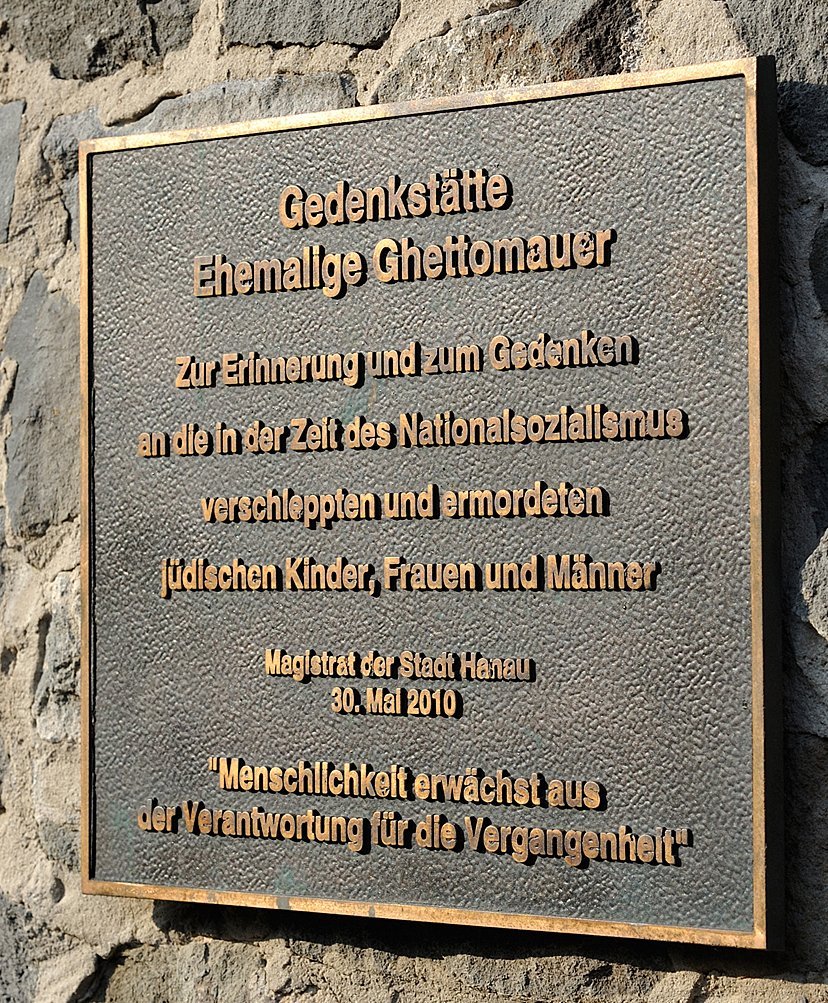 Gedenkstätte
Ehemalige Ghettomauer
Zur Erinnerung und zum Gedenken
an die in der Zeit des Nationalsozialismus
verschleppten und ermordeten
jüdischen Kinder, Frauen und Männer
Magistrat der Stadt Hanau
30. Mai 2010
"Menschlichkeit erwächst aus
der Verantwortung für die Vergangenheit"